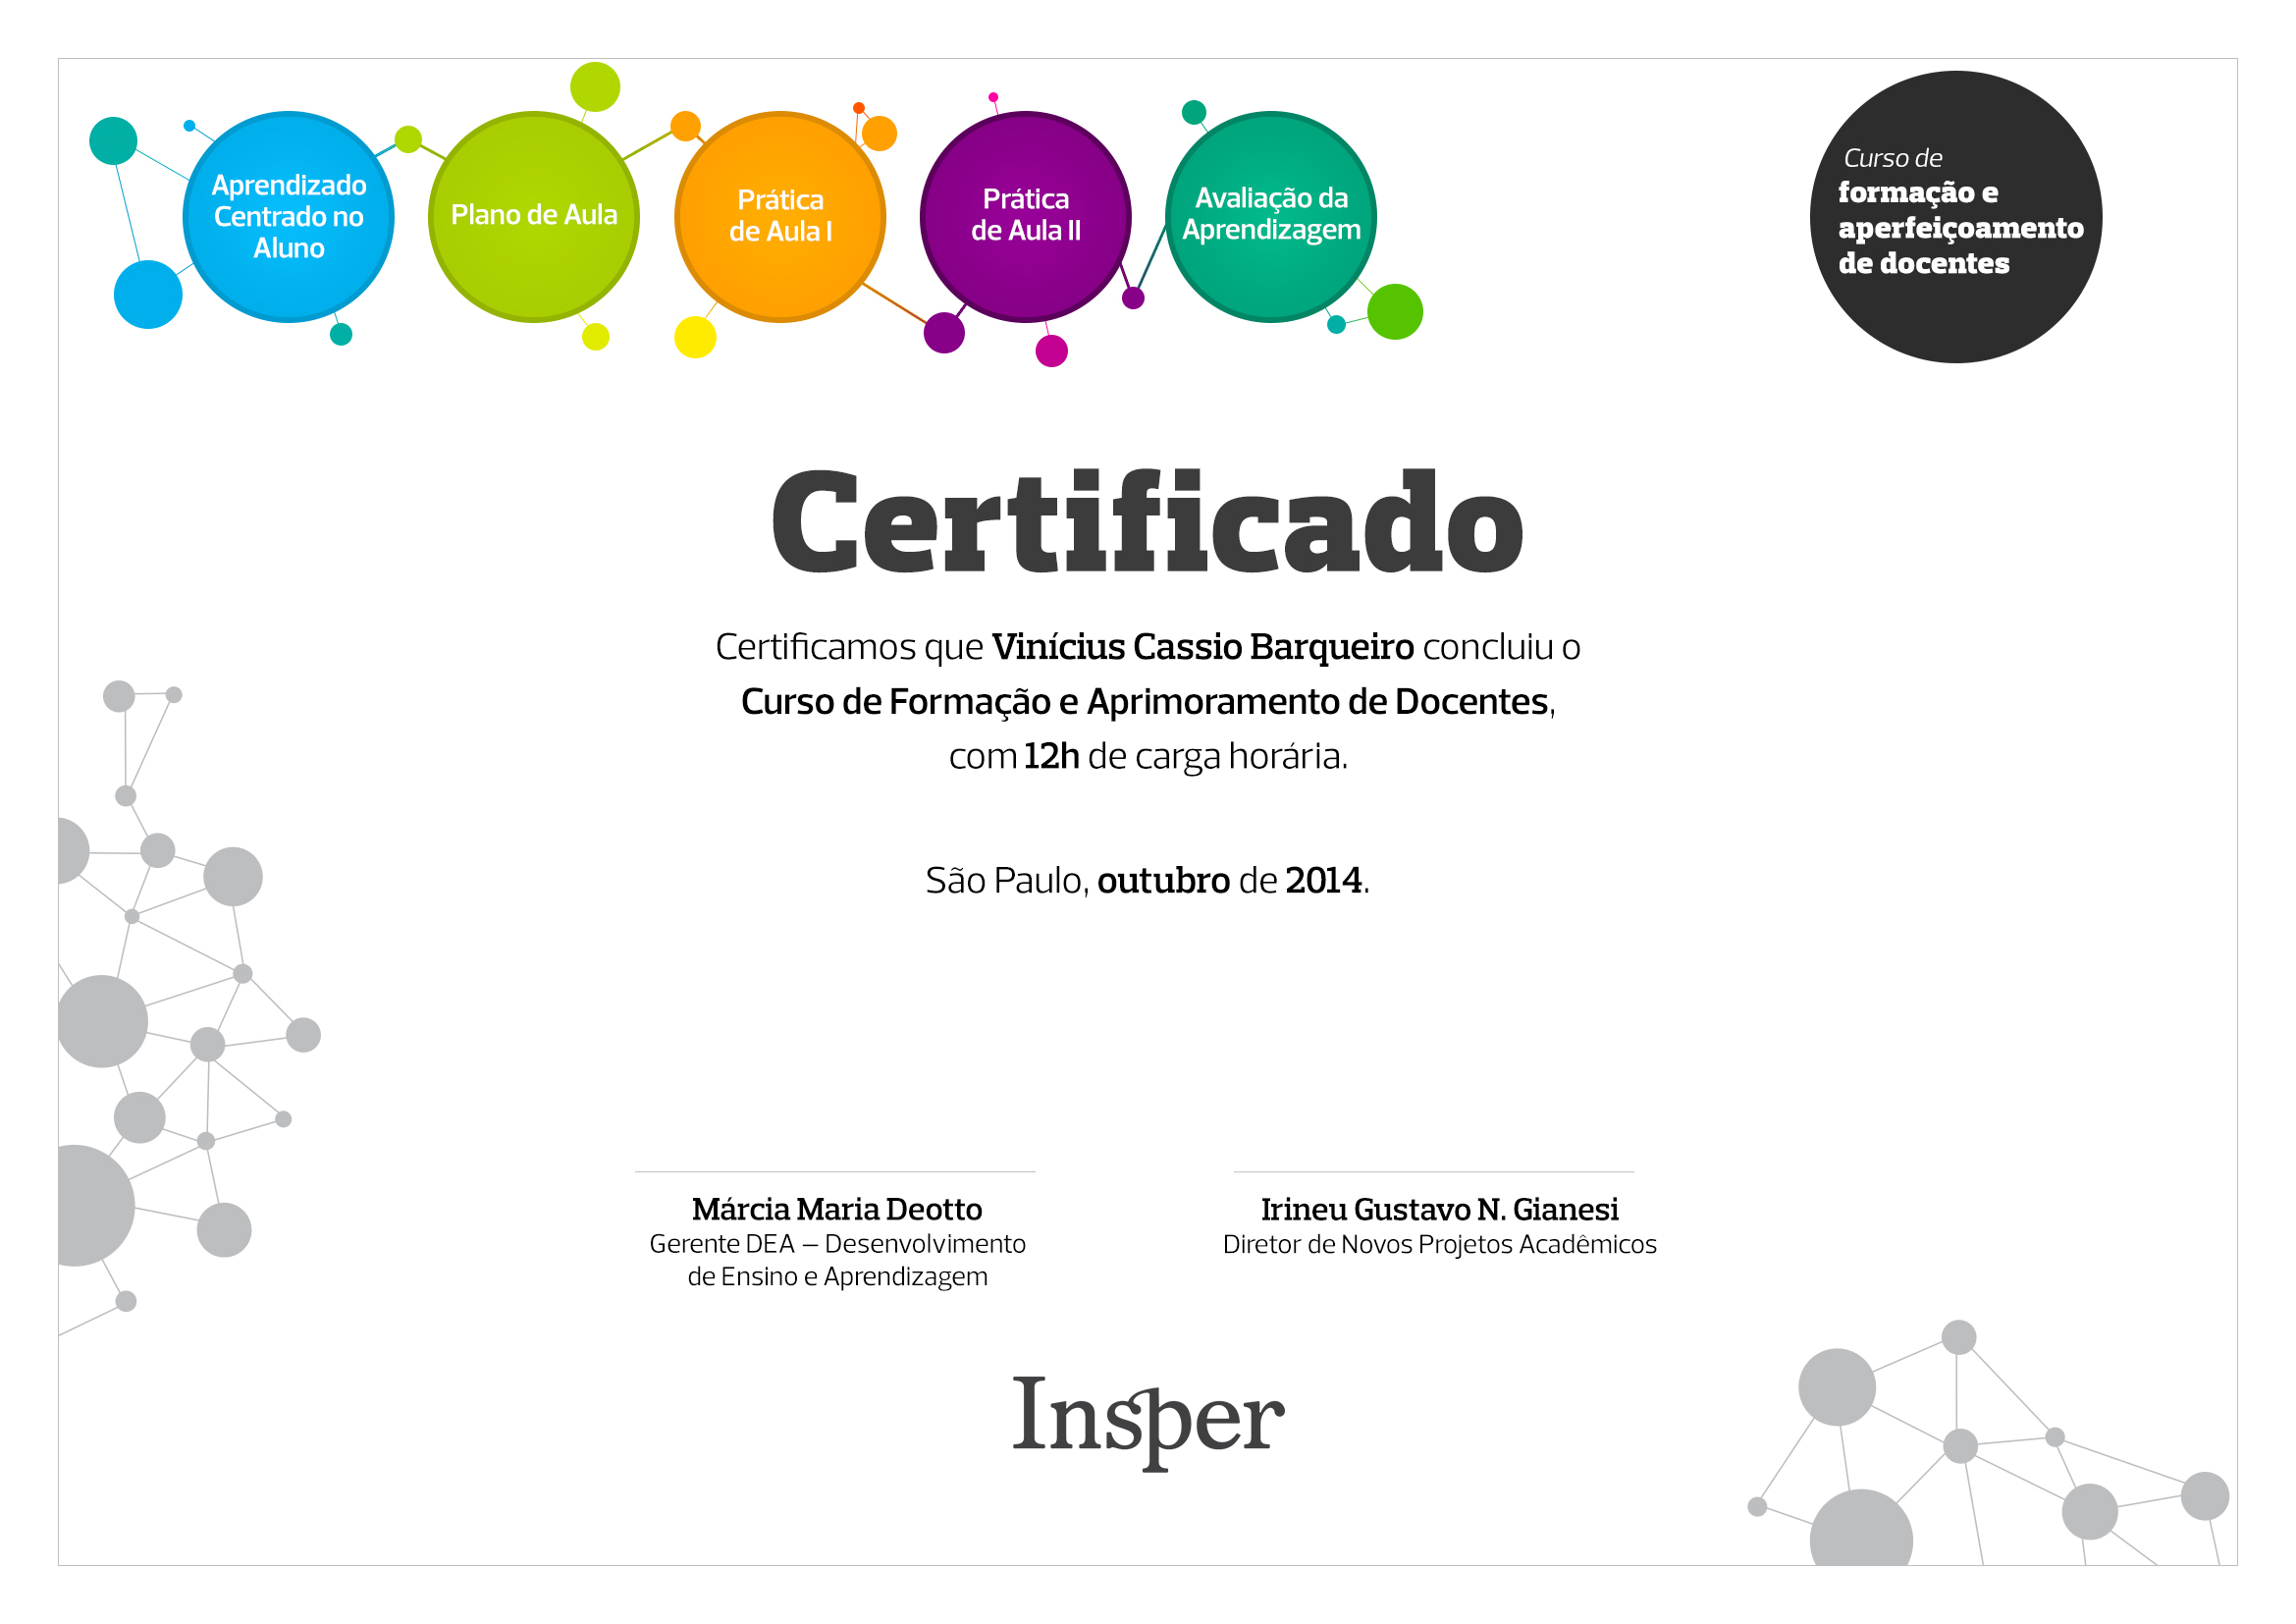 Aprendizado
Centrado no
Aluno
Plano de Aula
Prática
de Aula I
Prática
de Aula II
Avaliação da
Aprendizagem
Curso de
formação e
aperfeiçoamento
de docentes
Certificado
Certificamos que Vinícius Cassio Barqueiro concluiu o
Curso de Formação e Aprimoramento de Docentes,
com 12h de carga horária.
São Paulo, outubro de 2014.
Márcia Maria Deotto
Gerente DEA – Desenvolvimento
de Ensino e Aprendizagem
Irineu Gustavo N. Gianesi
Diretor de Novos Projetos Acadêmicos
Insper